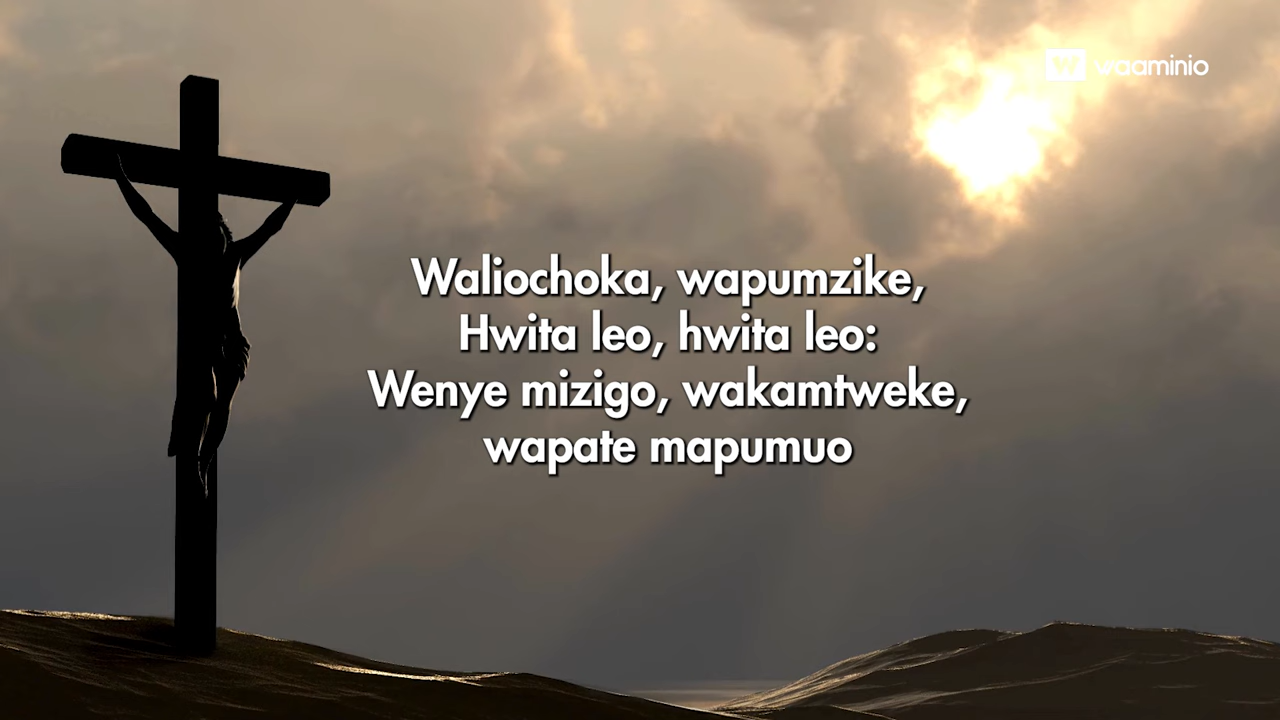 waaminio
Waliochoka, wapumzike,
Hwita leo, hwita leo:
Wenye mizigo, wakamtweke,
wapate mapumuo